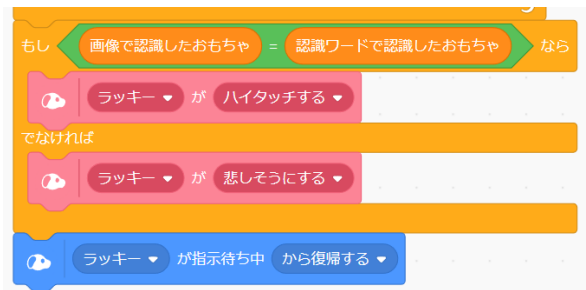 もし 画像で認識したおもちゃ = 認識ワードで認識したおもちゃ なら
ラッキー が ハイタッチする
でなければ
ラッキー が 悲しそうにする
ラッキー が指示待ち中 から復帰する